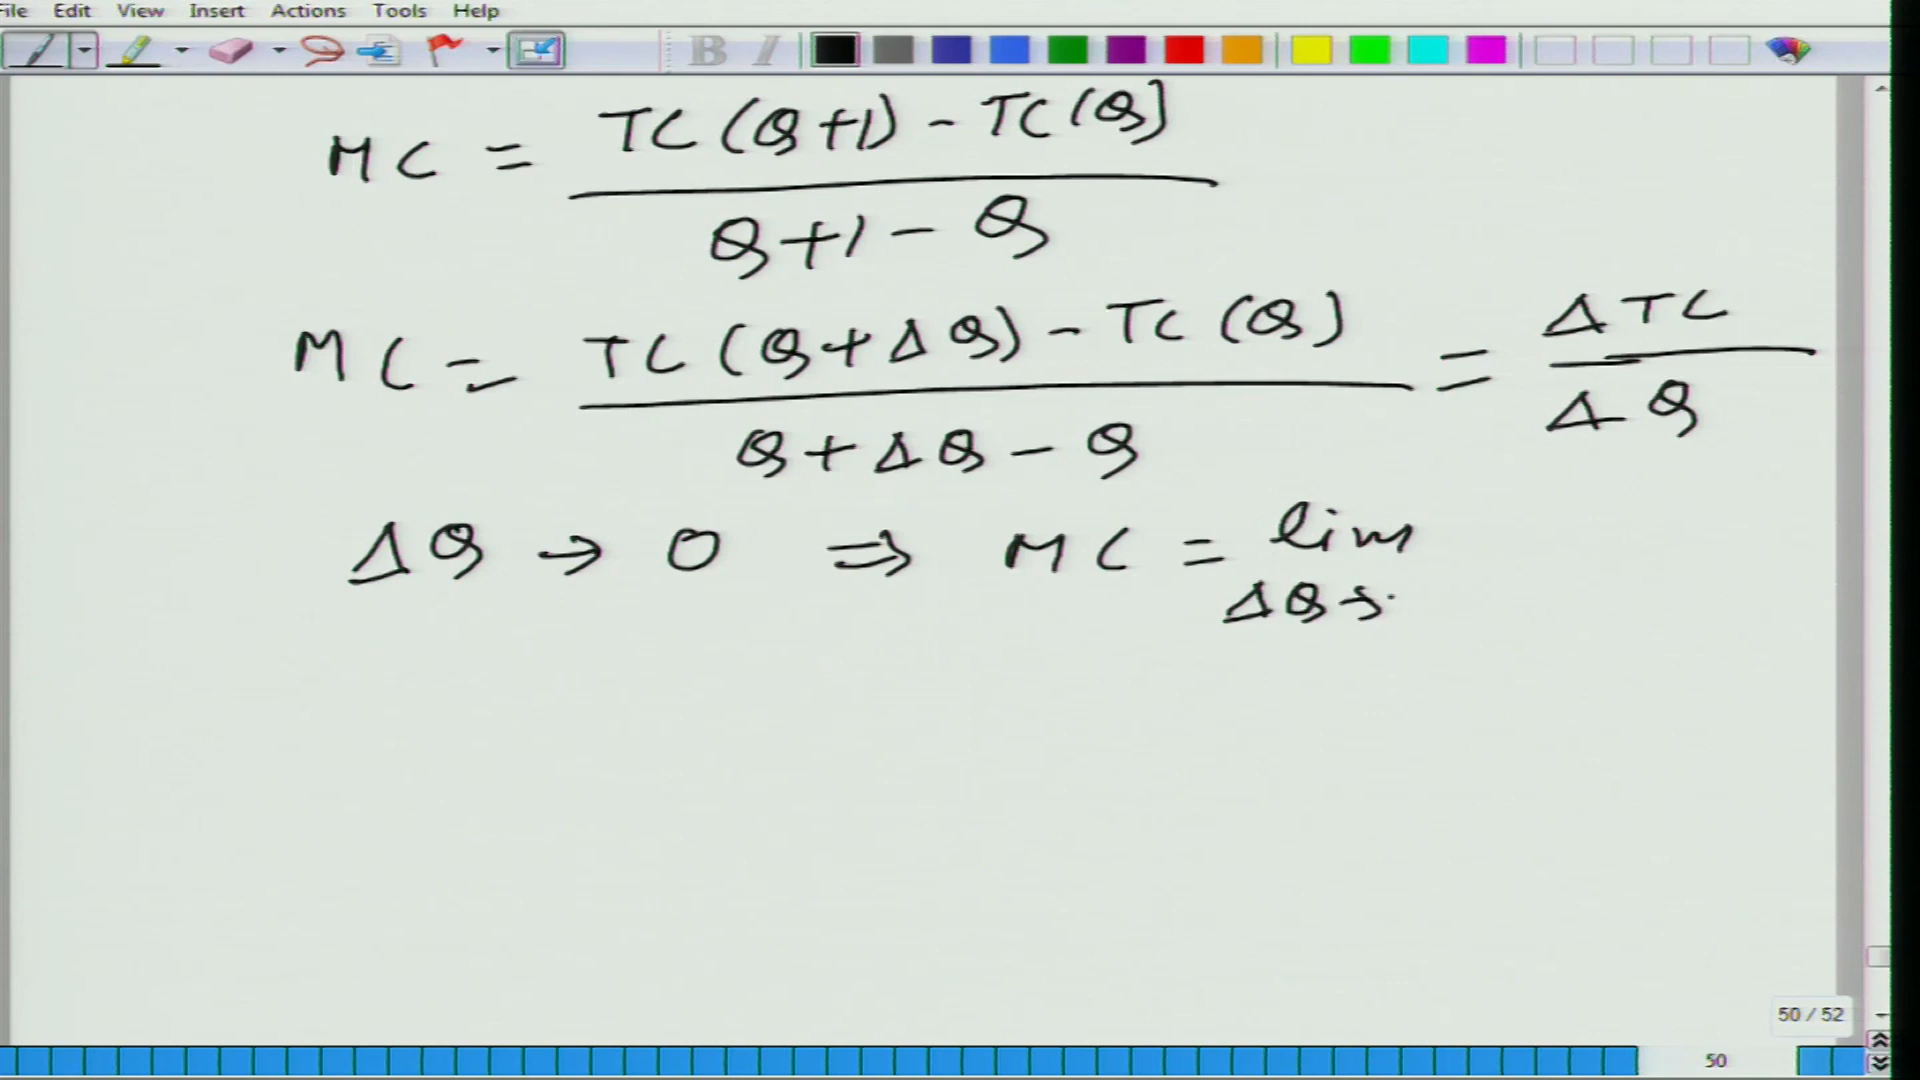 File Edit View Insert Actions Tools Help
B I
MC = TC(Q+1) - TC(Q)
Q+1 - Q
MC = TC(Q+ΔQ) - TC(Q) = ΔTC
Q+ΔQ - Q ΔQ
ΔQ → 0 ⇒ MC = lim
ΔQ →
50 / 52
50